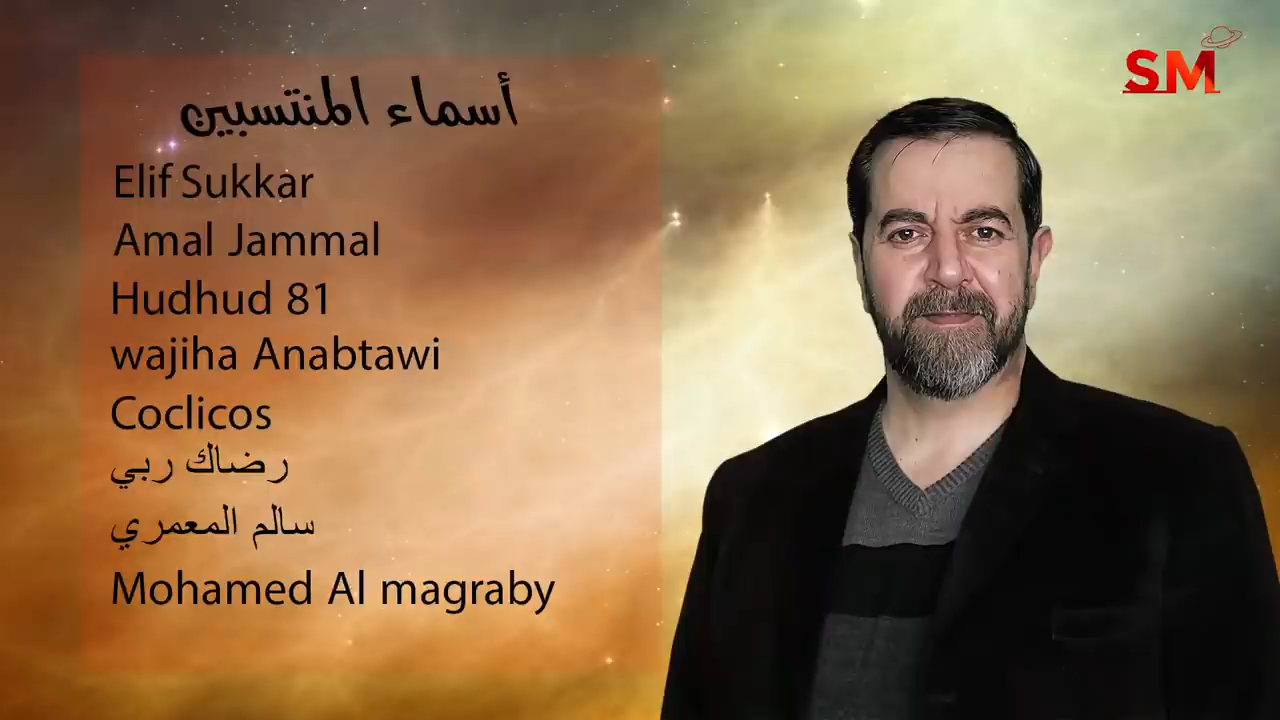 SM
أسماء المنتسبين
Elif Sukkar
Amal Jammal
Hudhud 81
wajiha Anabtawi
Coclicos
رضاك ربي
سالم المعمري
Mohamed Al magraby